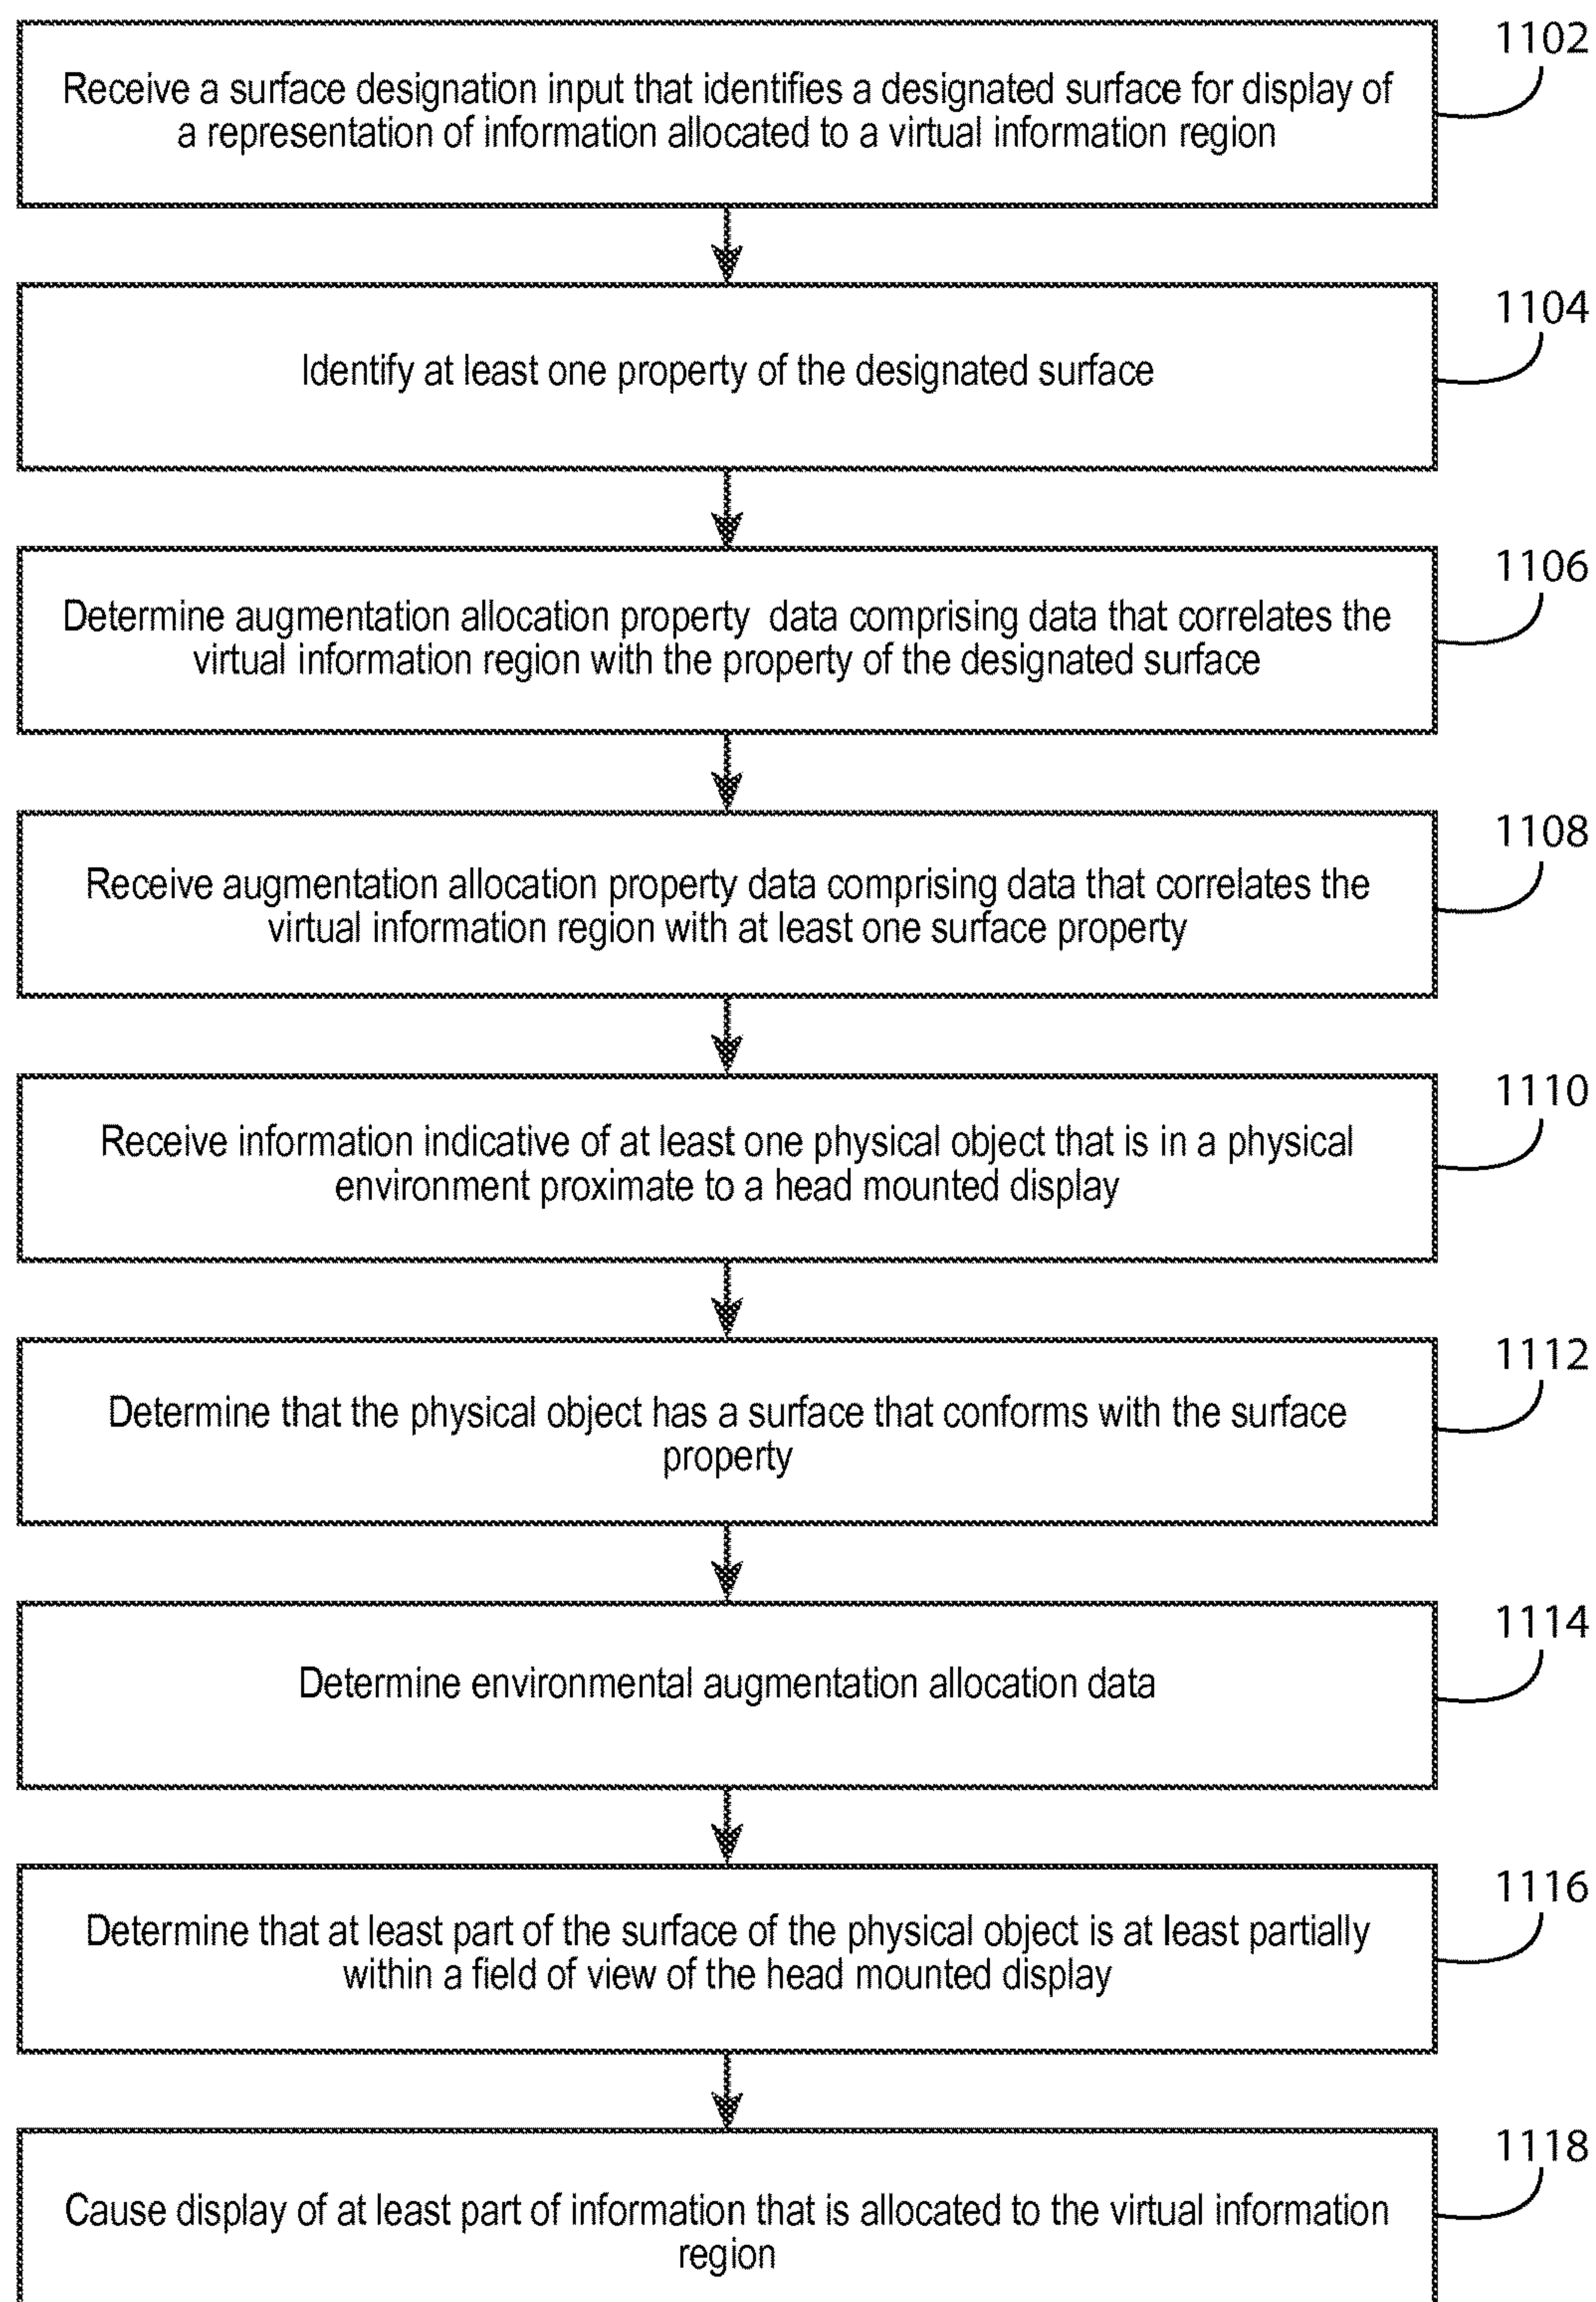 1102
Receive a surface designation input that identifies a designated surface for display of
a representation of information allocated to a virtual information region
1104
Identify at least one property of the designated surface
1106
Determine augmentation allocation property data comprising data that correlates the
virtual information region with the property of the designated surface
1108
Receive augmentation allocation property data comprising data that correlates the
virtual information region with at least one surface property
1110
Receive information indicative of at least one physical object that is in a physical
environment proximate to a head mounted display
1112
Determine that the physical object has a surface that conforms with the surface
property
1114
Determine environmental augmentation allocation data
1116
Determine that at least part of the surface of the physical object is at least partially
within a field of view of the head mounted display
1118
Cause display of at least part of information that is allocated to the virtual information
region